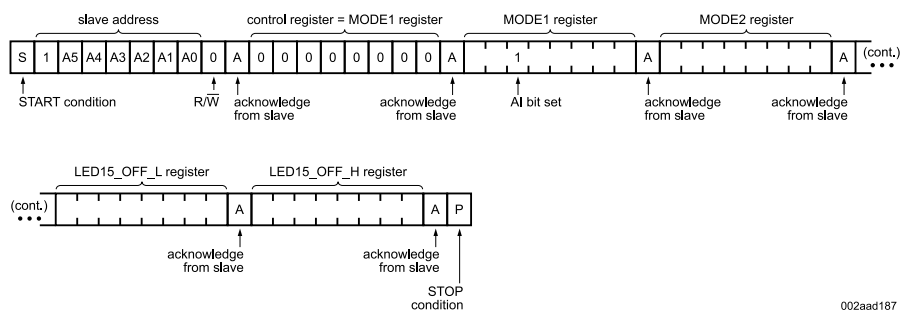 slave address
control register = MODE1 register
MODE1 register
MODE2 register
S 1 A5 A4 A3 A2 A1 A0 0 A 0 0 0 0 0 0 0 0 A 1 A A (cont.)
START condition
R/W
acknowledge
from slave
acknowledge
from slave
AI bit set
acknowledge
from slave
acknowledge
from slave
LED15_OFF_L register
LED15_OFF_H register
(cont.) A A P
acknowledge
from slave
acknowledge
from slave
STOP
condition
002aad187